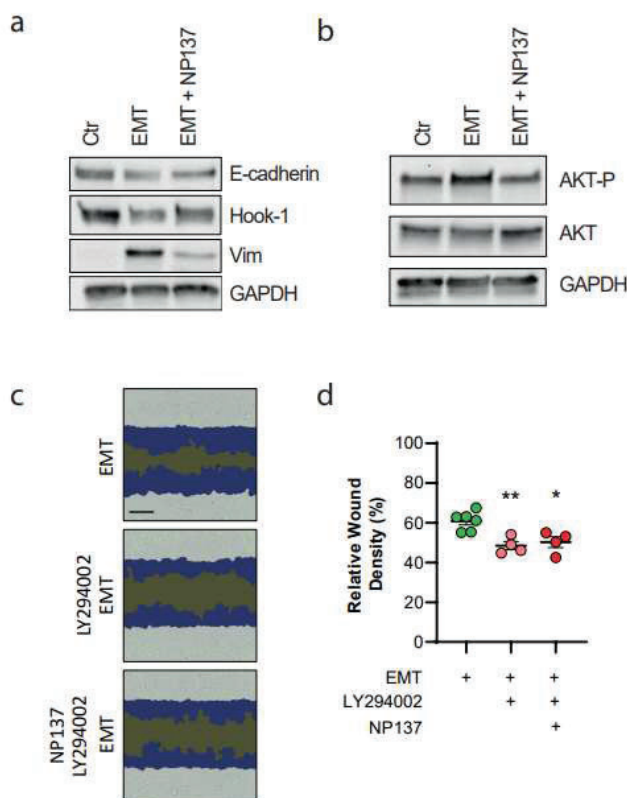 a
Ctr
EMT
EMT + NP137
E-cadherin
Hook-1
Vim
GAPDH
b
Ctr
EMT
EMT + NP137
AKT-P
AKT
GAPDH
c
EMT
LY294002
EMT
NP137
LY294002
EMT
d
Relative Wound
Density (%)
100
80
60
40
20
0
** *
EMT + + +
LY294002 + +
NP137 +